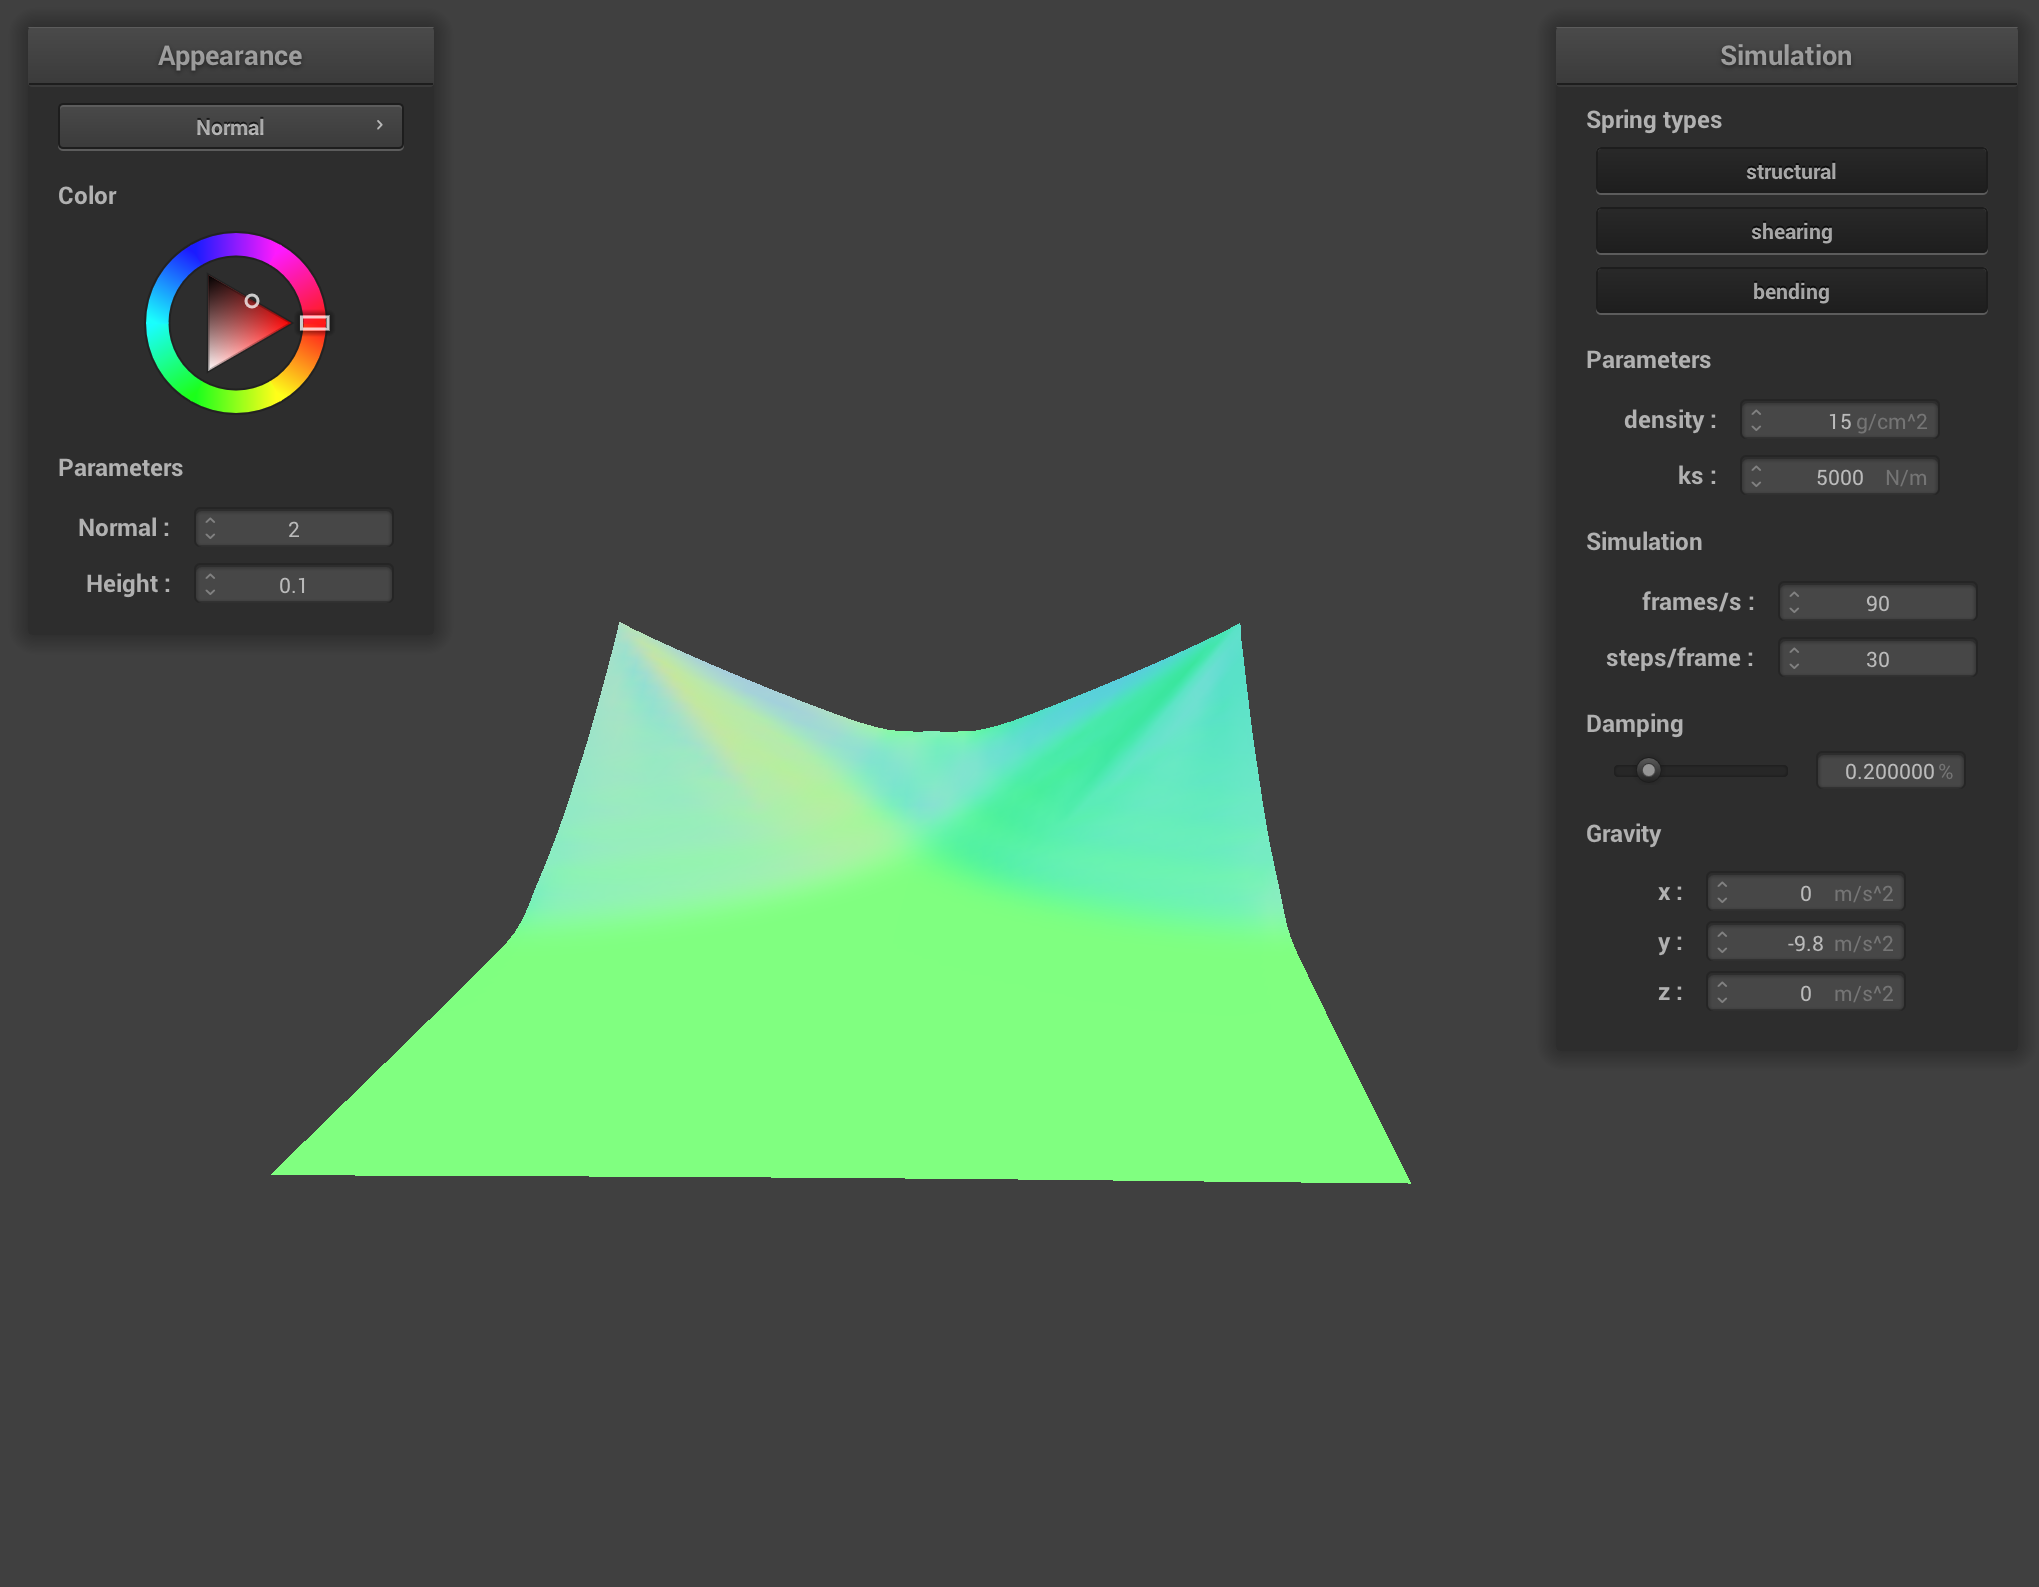 Appearance
Normal
Color
Parameters
Normal : 2
Height : 0.1
Simulation
Spring types
structural
shearing
bending
Parameters
density : 15 g/cm^2
ks : 5000 N/m
Simulation
frames/s : 90
steps/frame : 30
Damping
0.200000 %
Gravity
x : 0 m/s^2
y : -9.8 m/s^2
z : 0 m/s^2